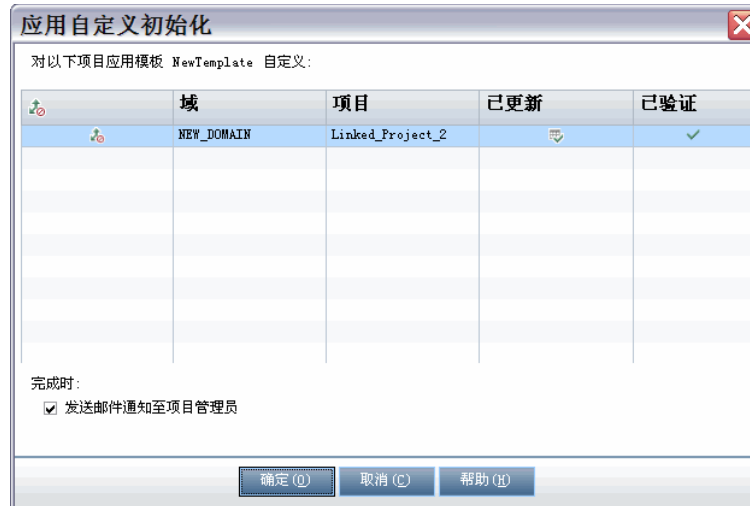 应用自定义初始化
对以下项目应用模板 NewTemplate 自定义:
域 项目 已更新 已验证
NEW_DOMAIN Linked_Project_2
完成时:
发送邮件通知至项目管理员
确定(O) 取消(C) 帮助(H)